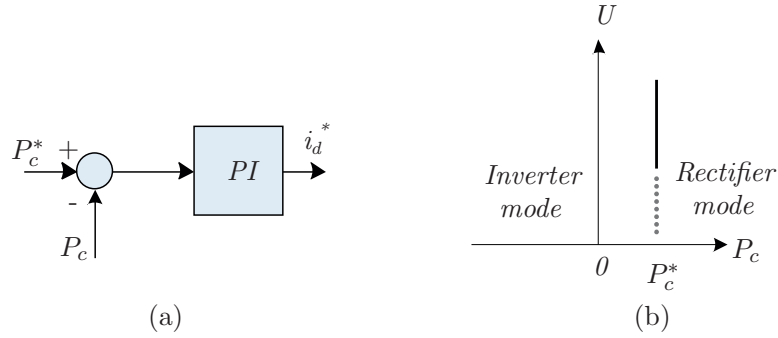 P_c^* + - P_c PI i_d^*
(a)
U
Inverter mode
Rectifier mode
0 P_c^* P_c
(b)